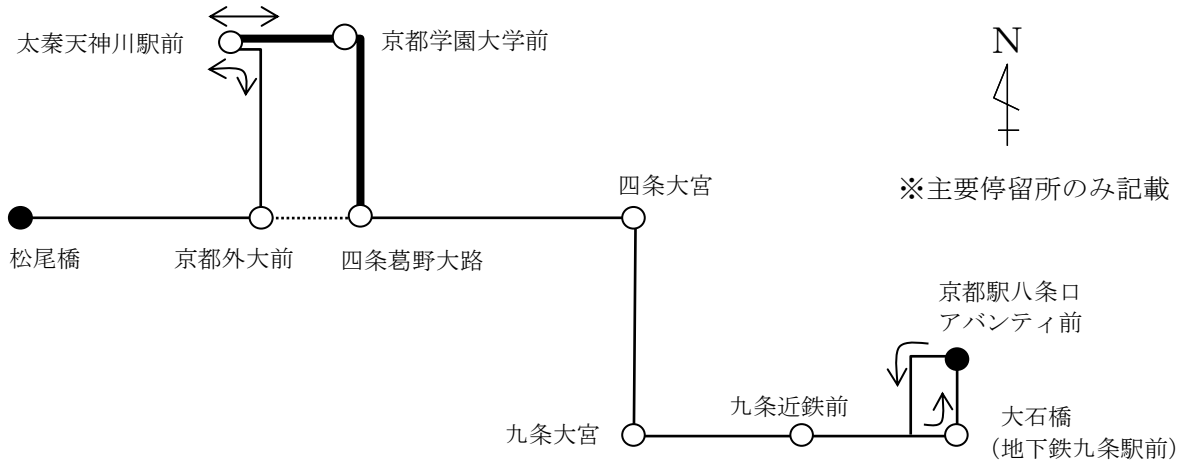 太秦天神川駅前
京都学園大学前
N
四条大宮
※主要停留所のみ記載
松尾橋
京都外大前
四条葛野大路
京都駅八条口
アバンティ前
九条近鉄前
九条大宮
大石橋
（地下鉄九条駅前）